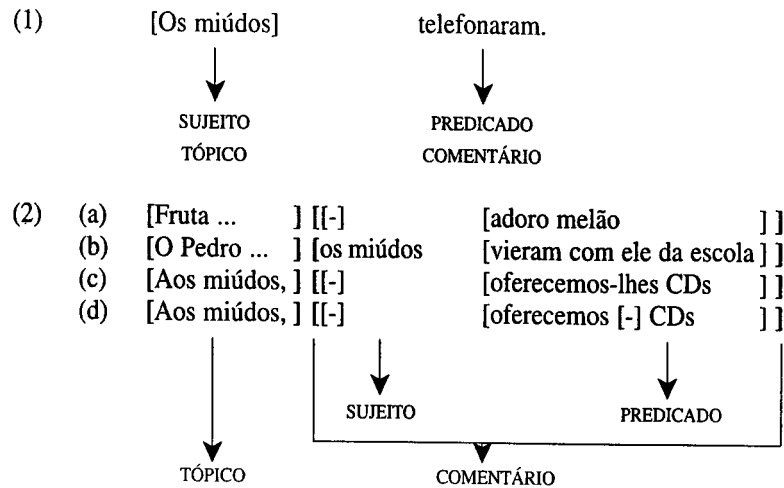 (1) [Os miúdos] telefonaram.
SUJEITO PREDICADO
TÓPICO COMENTÁRIO
(2) (a) [Fruta ... ] [[-] [adoro melão ] ]
(b) [O Pedro ... ] [os miúdos [vieram com ele da escola] ]
(c) [Aos miúdos, ] [[-] [oferecemos-lhes CDs ] ]
(d) [Aos miúdos, ] [[-] [oferecemos [-] CDs ] ]
SUJEITO PREDICADO
TÓPICO COMENTÁRIO